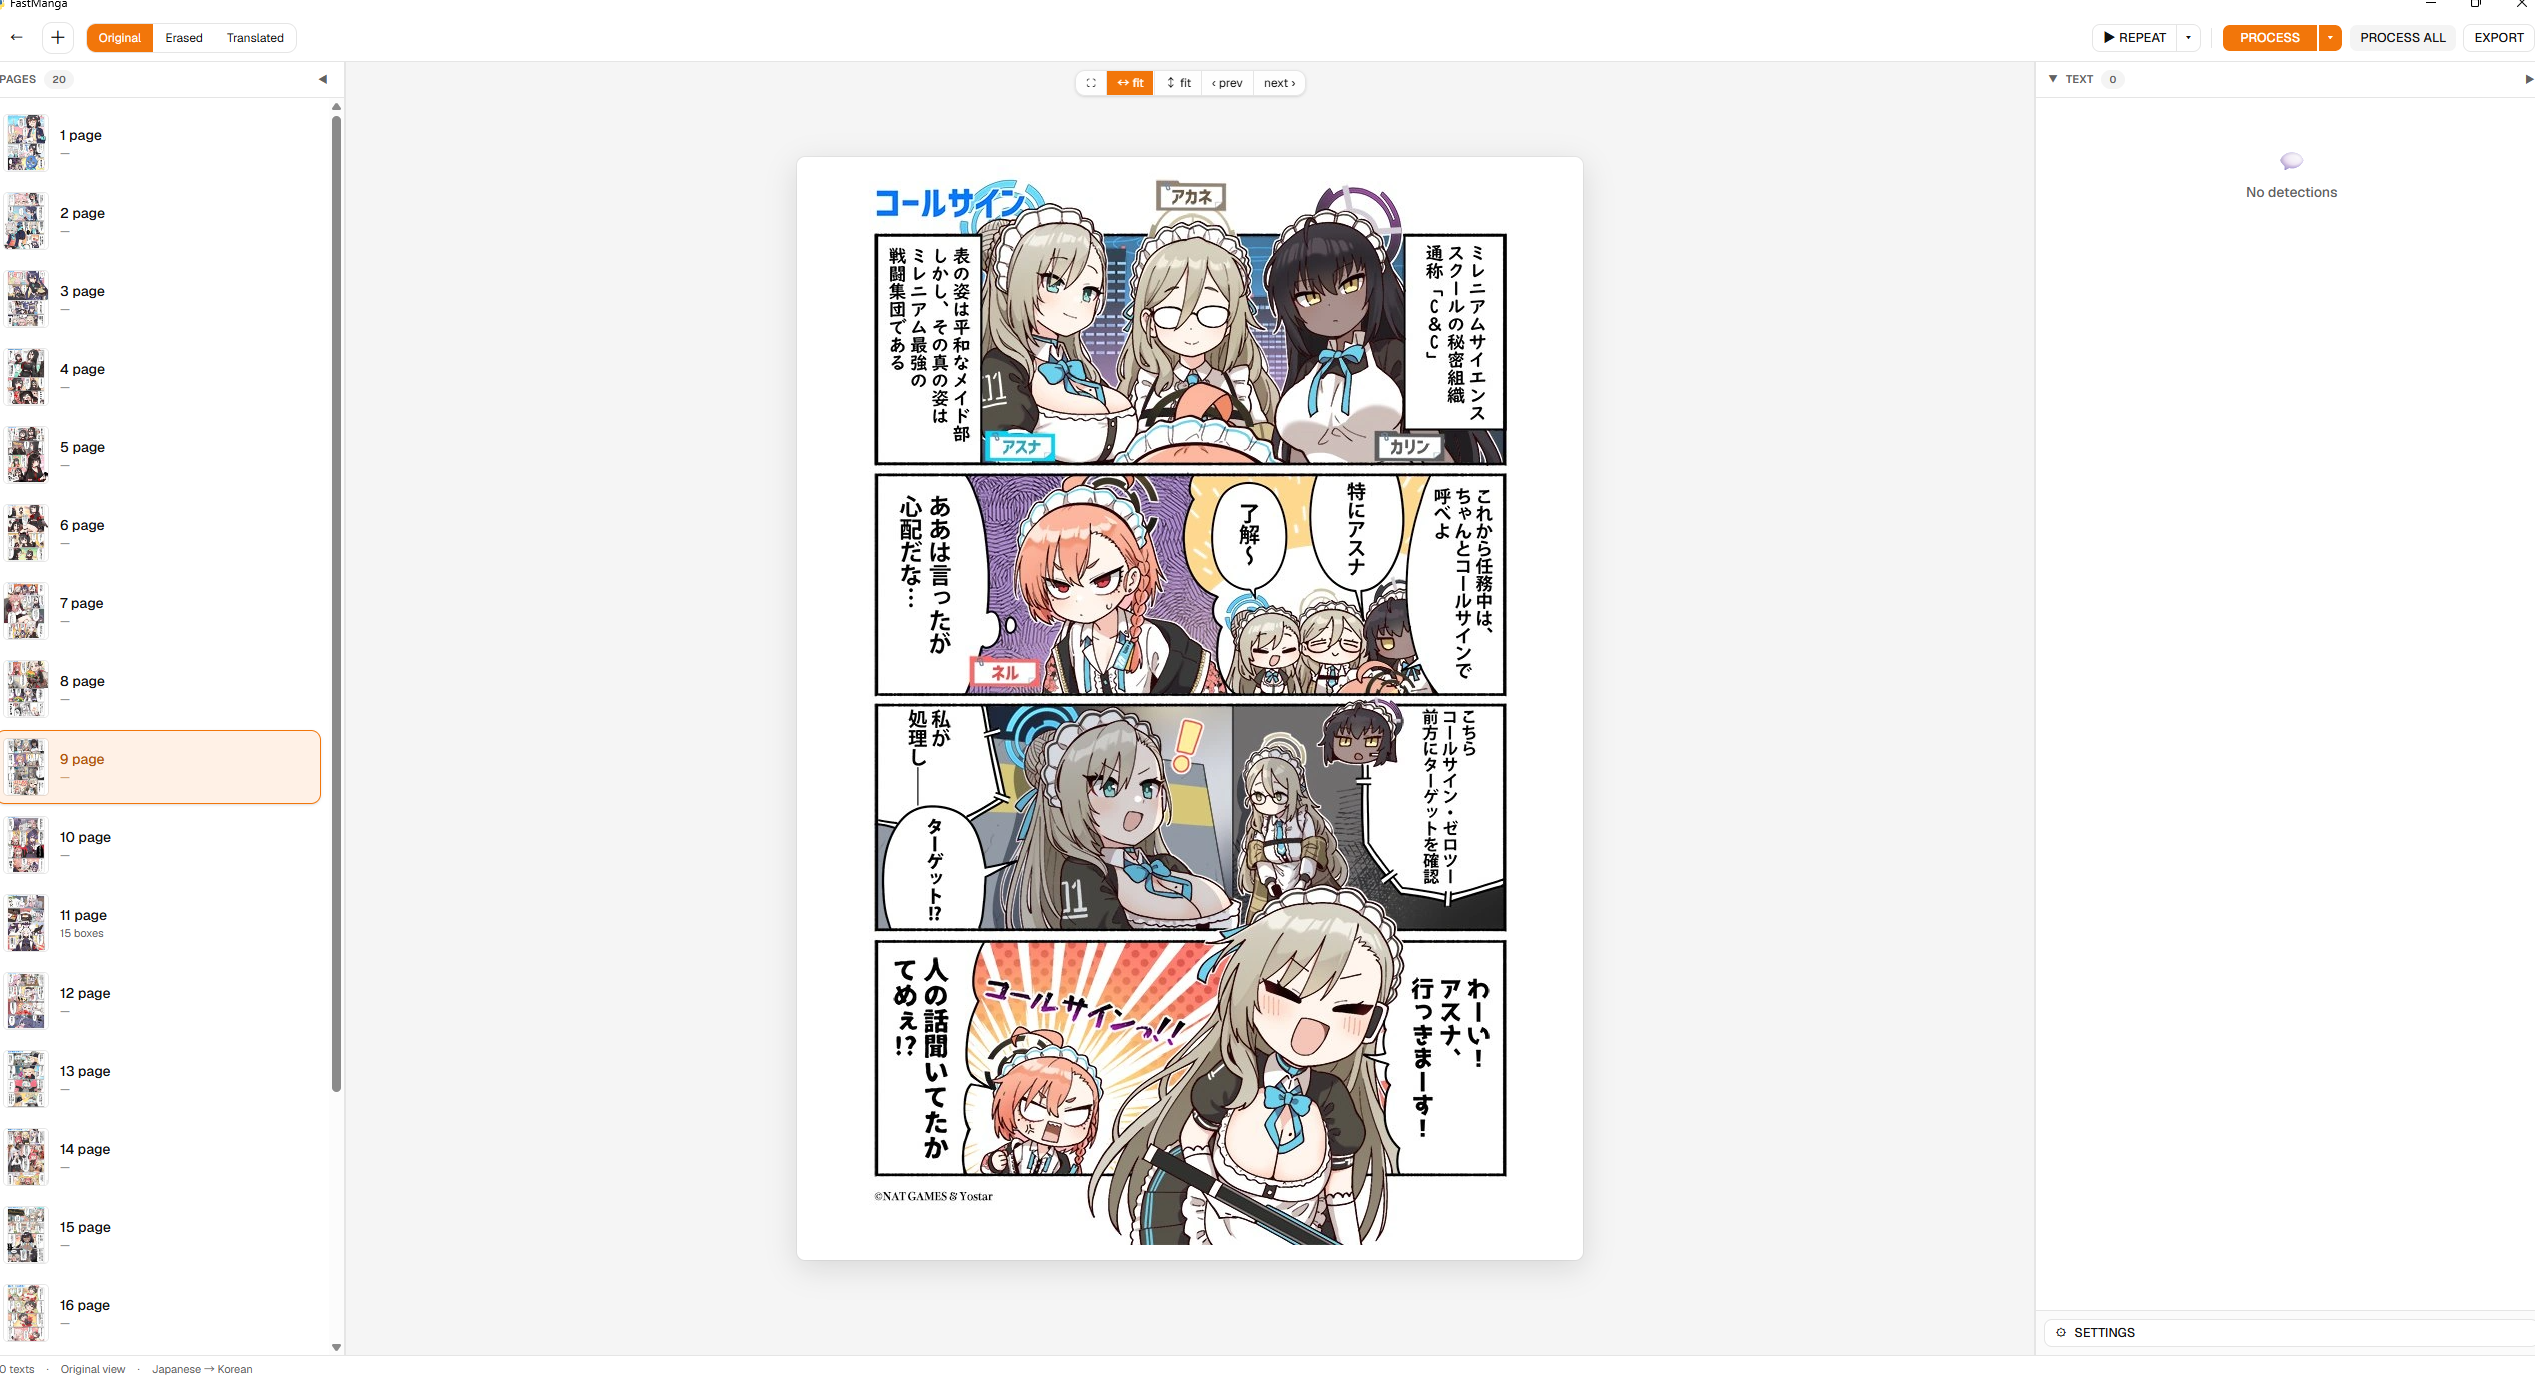 FastManga
←
+
Original
Erased
Translated
▶ REPEAT
PROCESS
PROCESS ALL
EXPORT
PAGES 20
1 page
—
2 page
—
3 page
—
4 page
—
5 page
—
6 page
—
7 page
—
8 page
—
9 page
—
10 page
—
11 page
15 boxes
12 page
—
13 page
—
14 page
—
15 page
—
16 page
—
↔ fit
↕ fit
‹ prev
next ›
コールサイン
アカネ
ミレニアムサイエンス
スクールの秘密組織
通称「C&C」
表の姿は平和なメイド部
しかし、その真の姿は
ミレニアム最強の
戦闘集団である
11
アスナ
カリン
これから任務中は、
ちゃんとコールサインで
呼べよ
特にアスナ
了解～
ああは言ったが
心配だな…
ネル
こちら
コールサイン・ゼロツー
前方にターゲットを確認
!
私が
処理し――
ターゲット!?
11
わーい！
アスナ、
行っきまーす！
コールサインっ!!
人の話聞いてたか
てめぇ!?
©NAT GAMES & Yostar
TEXT 0
No detections
SETTINGS
0 texts · Original view · Japanese → Korean